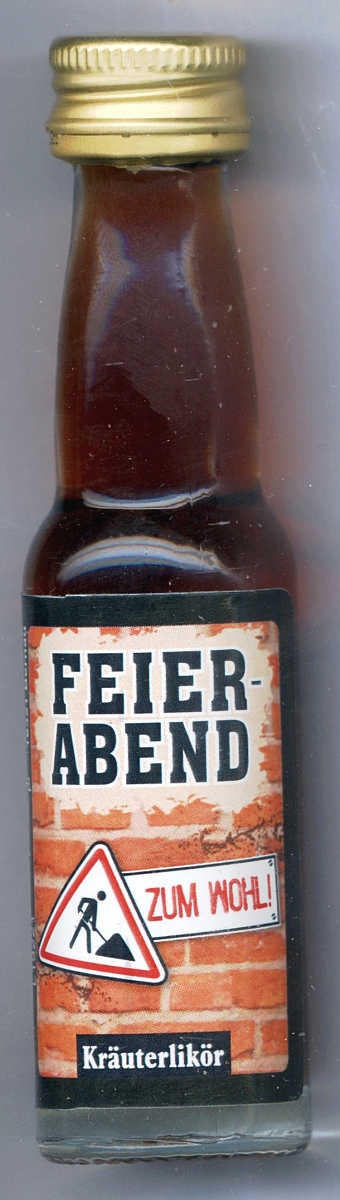 FEIER-
ABEND
ZUM WOHL!
Kräuterlikör